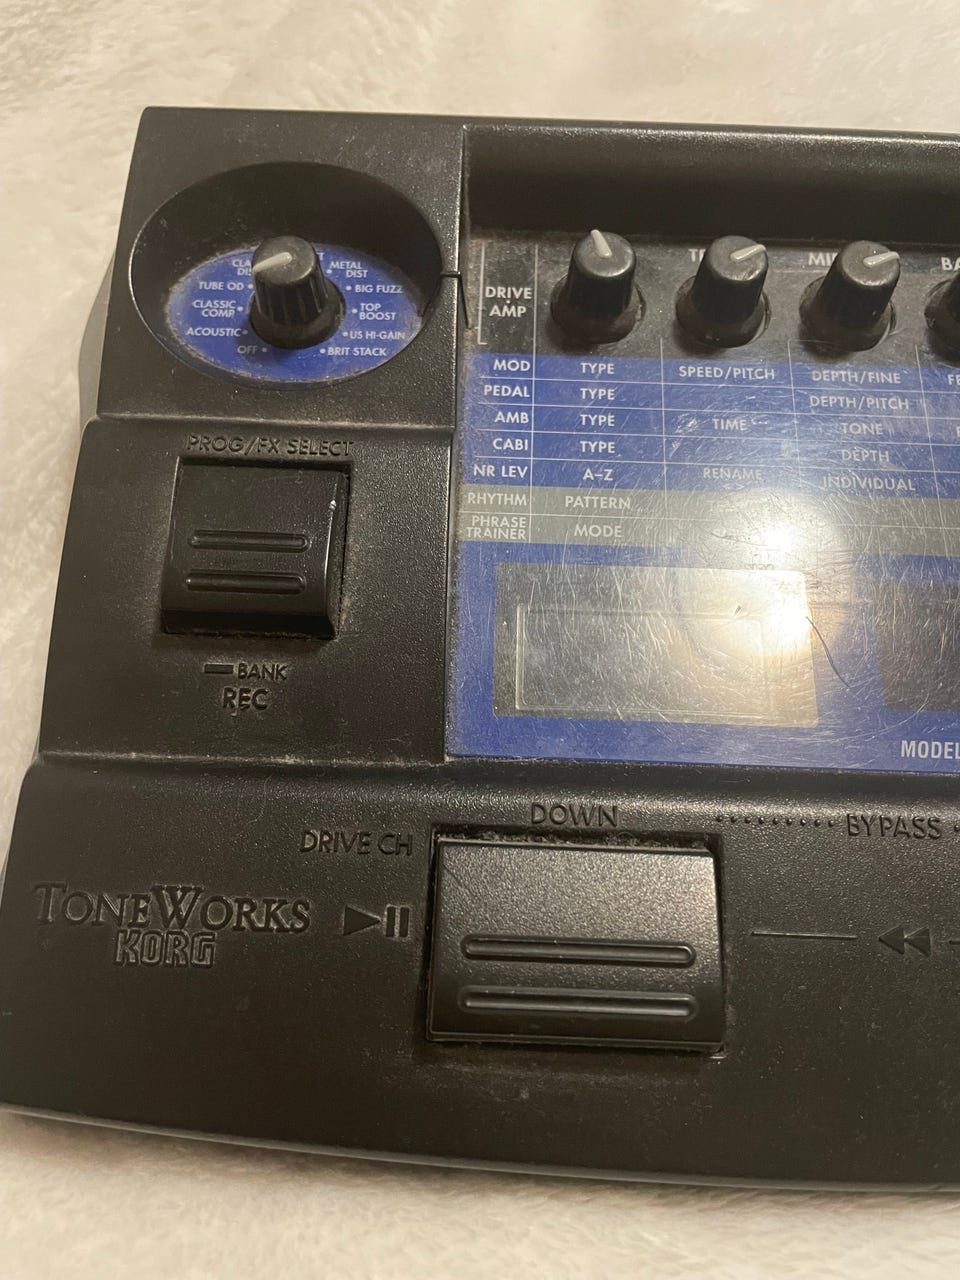 METAL
DIST
TUBE OD
BIG FUZZ
CLASSIC
COMP
TOP
BOOST
ACOUSTIC
US HI-GAIN
OFF
BRIT STACK
DRIVE
AMP
MOD TYPE SPEED/PITCH DEPTH/FINE
PEDAL TYPE DEPTH/PITCH
AMB TYPE TIME TONE
CABI TYPE DEPTH
NR LEV A-Z RENAME INDIVIDUAL
RHYTHM PATTERN
PHRASE
TRAINER MODE
PROG/FX SELECT
BANK
REC
MODEL
DOWN
BYPASS
DRIVE CH
TONEWORKS
KORG